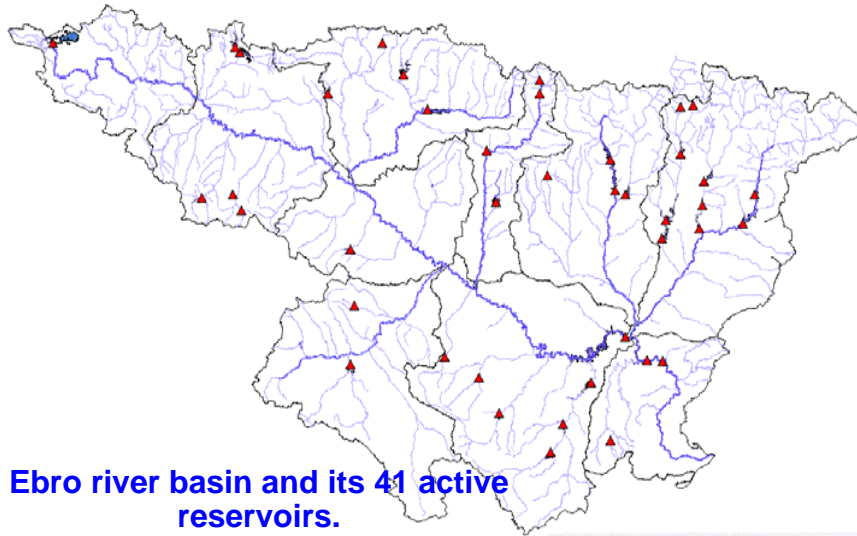 Ebro river basin and its 41 active
reservoirs.